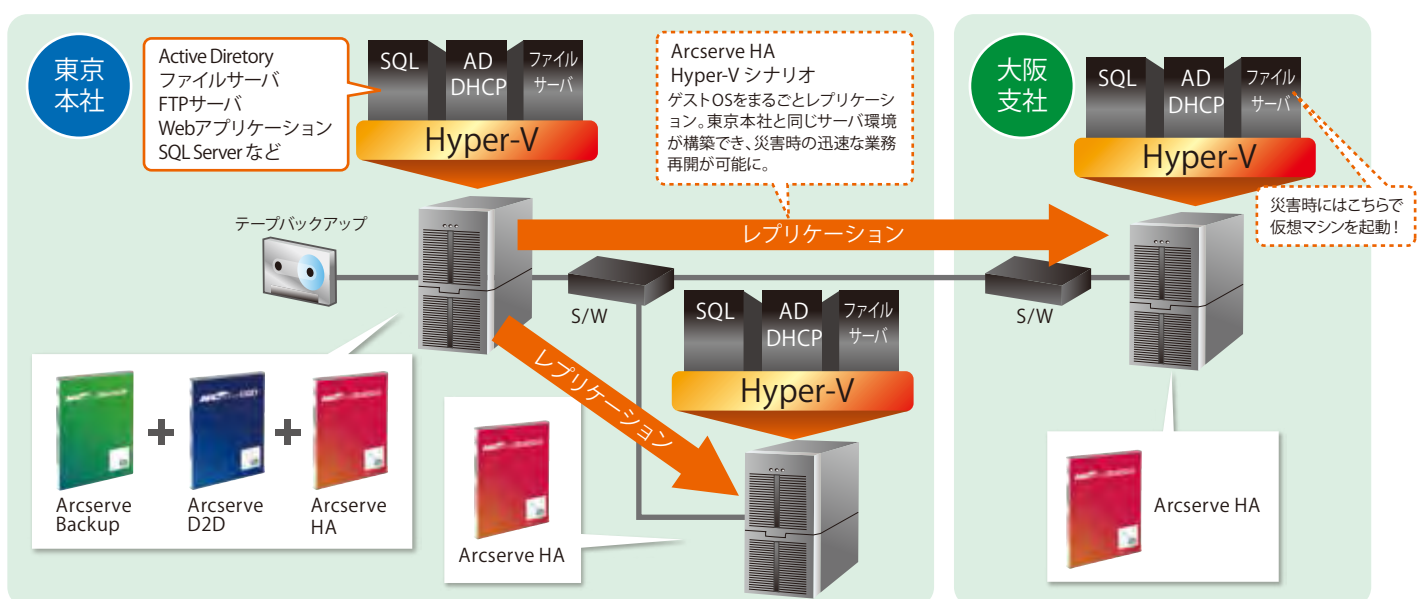 東京
本社
Active Diretory
ファイルサーバ
FTPサーバ
Webアプリケーション
SQL Server など
SQL
AD
DHCP
ファイル
サーバ
Hyper-V
Arcserve HA
Hyper-V シナリオ
ゲストOSをまるごとレプリケーシ
ョン。東京本社と同じサーバ環境
が構築でき、災害時の迅速な業務
再開が可能に。
大阪
支社
SQL
AD
DHCP
ファイル
サーバ
Hyper-V
災害時にはこちらで
仮想マシンを起動!
テープバックアップ
レプリケーション
S/W
S/W
SQL
AD
DHCP
ファイル
サーバ
Hyper-V
レプリケーション
Arcserve
Backup
Arcserve
D2D
Arcserve
HA
Arcserve HA
Arcserve HA